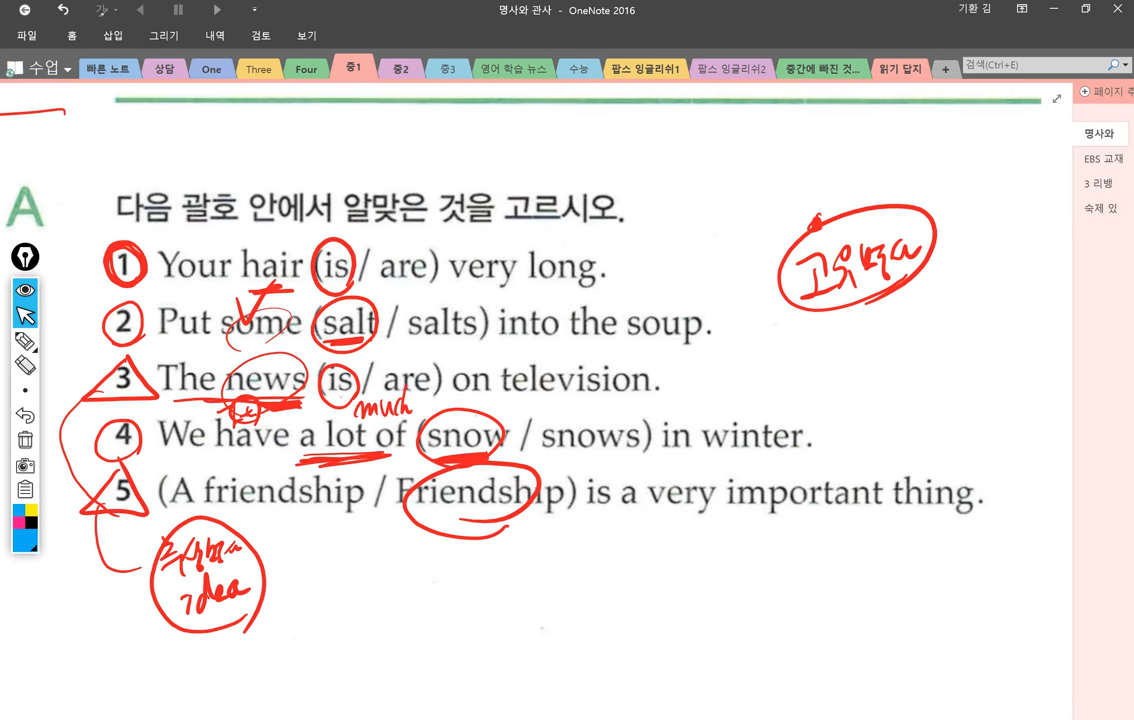 명사와 관사 - OneNote 2016
기환 김
파일 홈 삽입 그리기 내역 검토 보기
수업 빠른 노트 상담 One Three Four 중1 중2 중3 영어 학습 뉴스 수능 팝스 잉글리쉬1 팝스 잉글리쉬2 중간에 빠진 것... 읽기 답지 + 검색(Ctrl+E)
페이지 추
명사와
EBS 교재
3 리뱅
숙제 있
A
다음 괄호 안에서 알맞은 것을 고르시오.
고유명사
1 Your hair (is / are) very long.
2 Put some (salt / salts) into the soup.
3 The news (is / are) on television.
much
4 We have a lot of (snow / snows) in winter.
5 (A friendship / Friendship) is a very important thing.
추상명사
idea